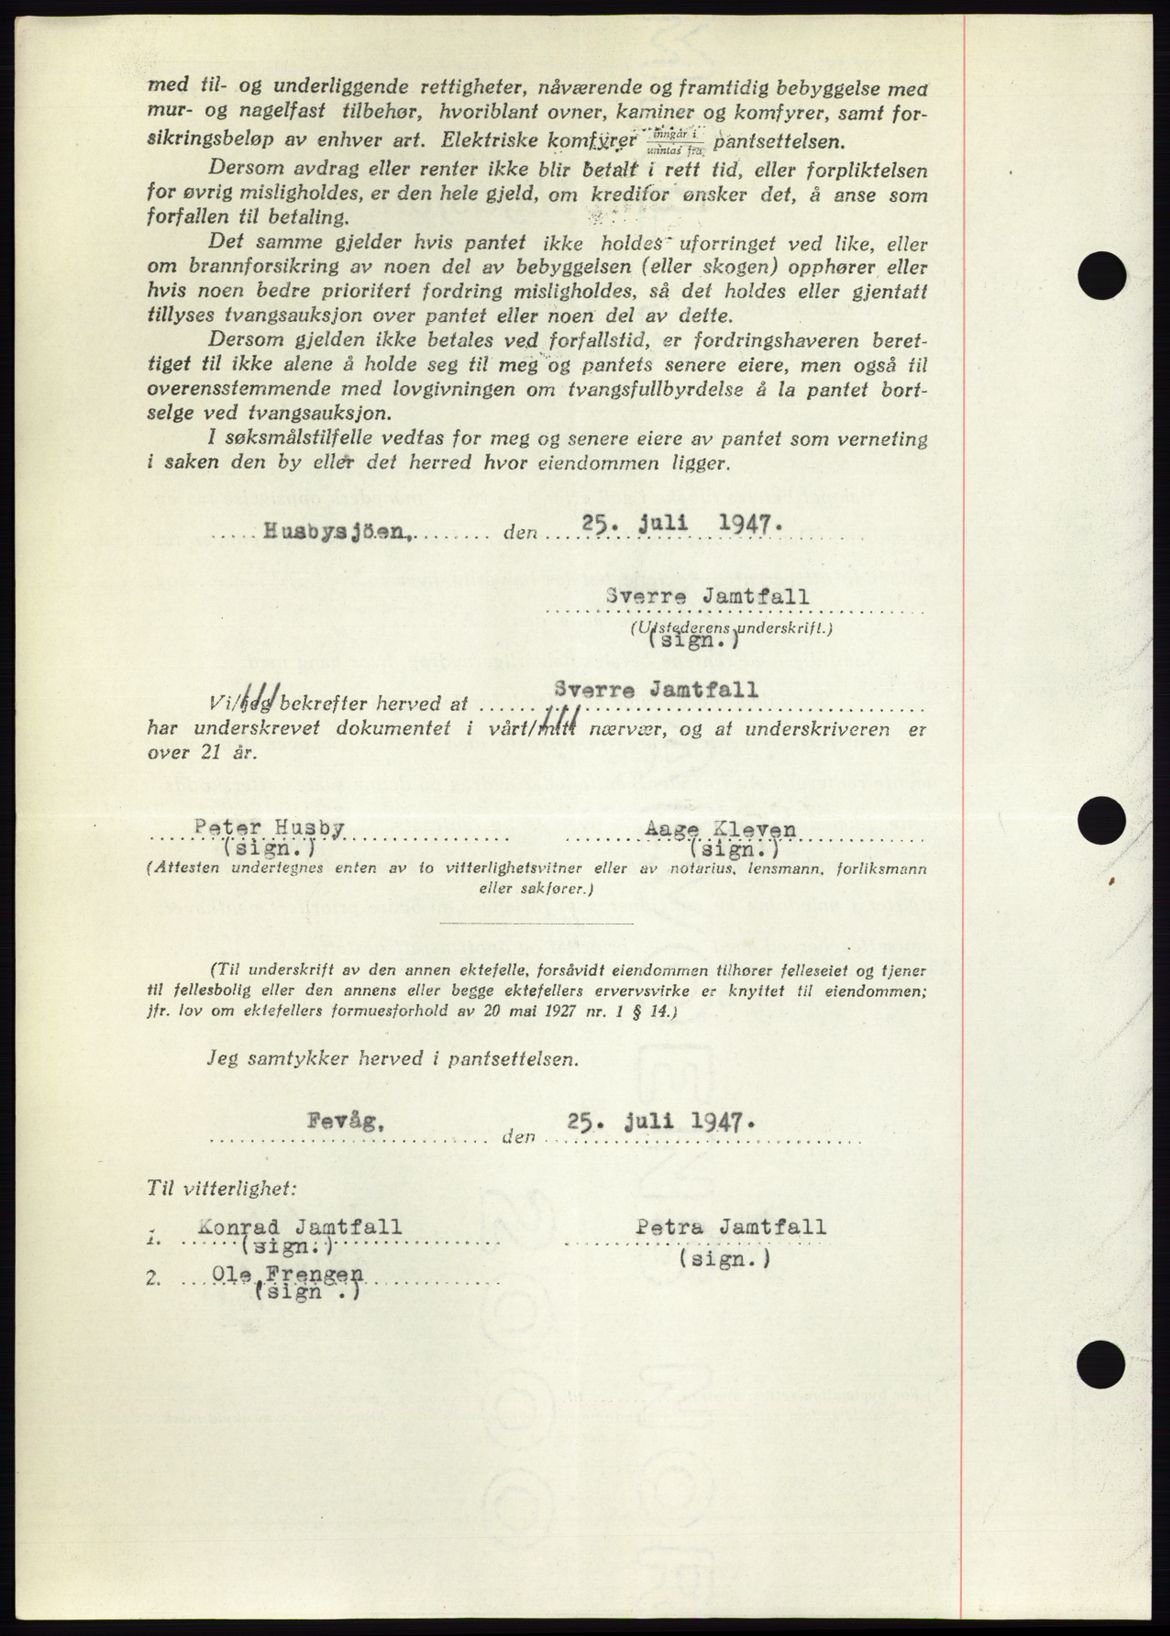 med til- og underliggende rettigheter, nåværende og framtidig bebyggelse med
mur- og nagelfast tilbehør, hvoriblant ovner, kaminer og komfyrer, samt for-
sikringsbeløp av enhver art. Elektriske komfyrer inngår i / unntas fra pantsettelsen.
Dersom avdrag eller renter ikke blir betalt i rett tid, eller forpliktelsen
for øvrig misligholdes, er den hele gjeld, om kreditor ønsker det, å anse som
forfallen til betaling.
Det samme gjelder hvis pantet ikke holdes uforringet ved like, eller
om brannforsikring av noen del av bebyggelsen (eller skogen) opphører eller
hvis noen bedre prioritert fordring misligholdes, så det holdes eller gjentatt
tillyses tvangsauksjon over pantet eller noen del av dette.
Dersom gjelden ikke betales ved forfallstid, er fordringshaveren beret-
tiget til ikke alene å holde seg til meg og pantets senere eiere, men også til
overensstemmende med lovgivningen om tvangsfullbyrdelse å la pantet bort-
selge ved tvangsauksjon.
I søksmålstilfelle vedtas for meg og senere eiere av pantet som verneting
i saken den by eller det herred hvor eiendommen ligger.
Husbysjöen, den 25. juli 1947.
Sverre Jamtfall
(Utstederens underskrift.)
(sign.)
Vi/jeg bekrefter herved at Sverre Jamtfall
har underskrevet dokumentet i vårt/mitt nærvær, og at underskriveren er
over 21 år.
Peter Husby Aage Kleven
(sign.) (sign.)
(Attesten undertegnes enten av to vitterlighetsvitner eller av notarius, lensmann, forliksmann
eller sakfører.)
(Til underskrift av den annen ektefelle, forsåvidt eiendommen tilhører felleseiet og tjener
til fellesbolig eller den annens eller begge ektefellers ervervsvirke er knyttet til eiendommen;
jfr. lov om ektefellers formuesforhold av 20 mai 1927 nr. 1 § 14.)
Jeg samtykker herved i pantsettelsen.
Fevåg, den 25. juli 1947.
Til vitterlighet:
1. Konrad Jamtfall Petra Jamtfall
(sign.) (sign.)
2. Ole Frengen
(sign .)